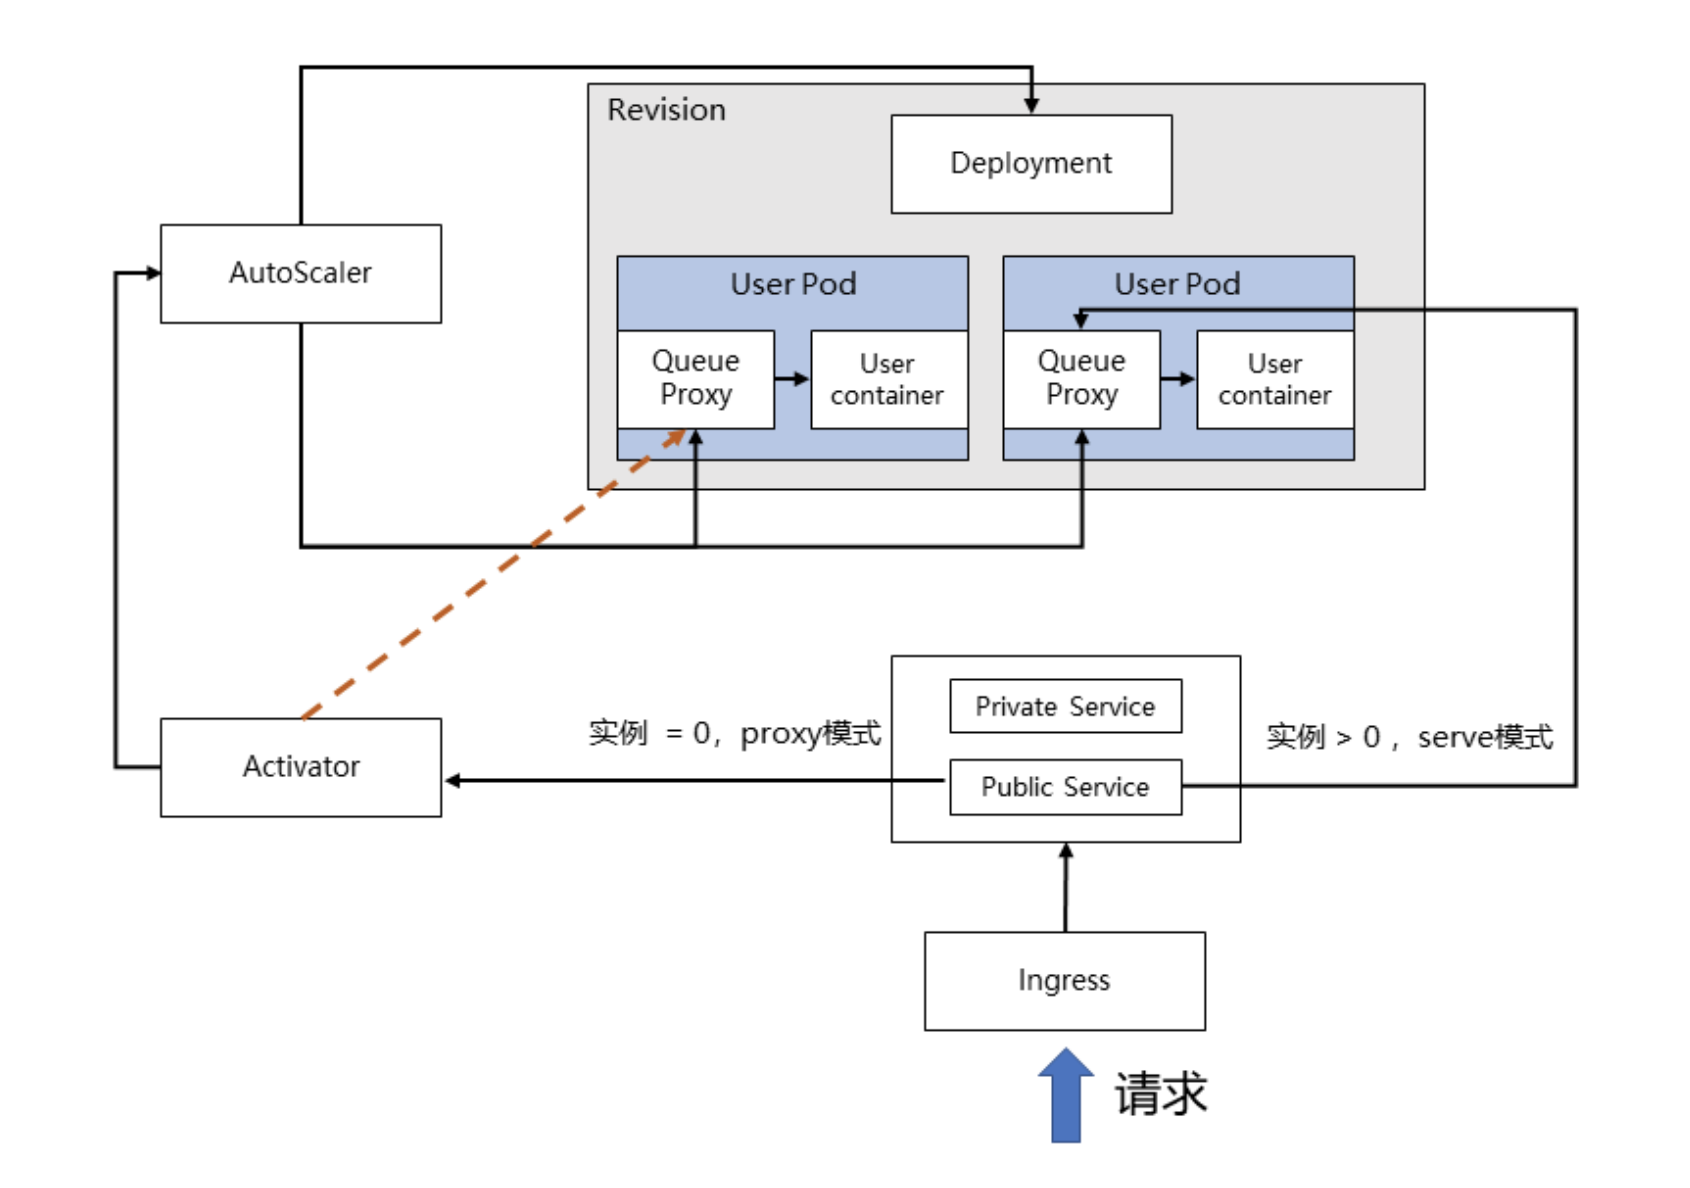 Revision
Deployment
AutoScaler
User Pod
User Pod
Queue
Proxy
User
container
Queue
Proxy
User
container
Private Service
实例 = 0，proxy模式
实例 > 0 ，serve模式
Activator
Public Service
Ingress
请求